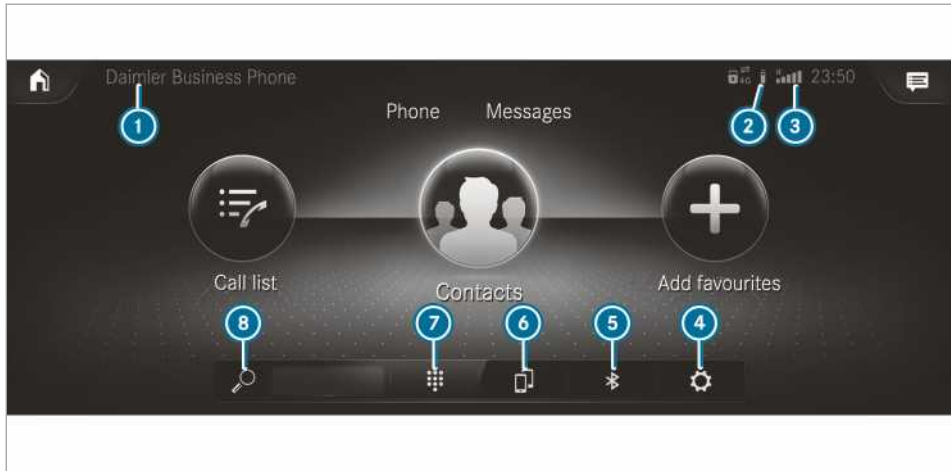 Daimler Business Phone 4G H 23:50
1 2 3
Phone Messages
Call list Contacts Add favourites
8 7 6 5 4